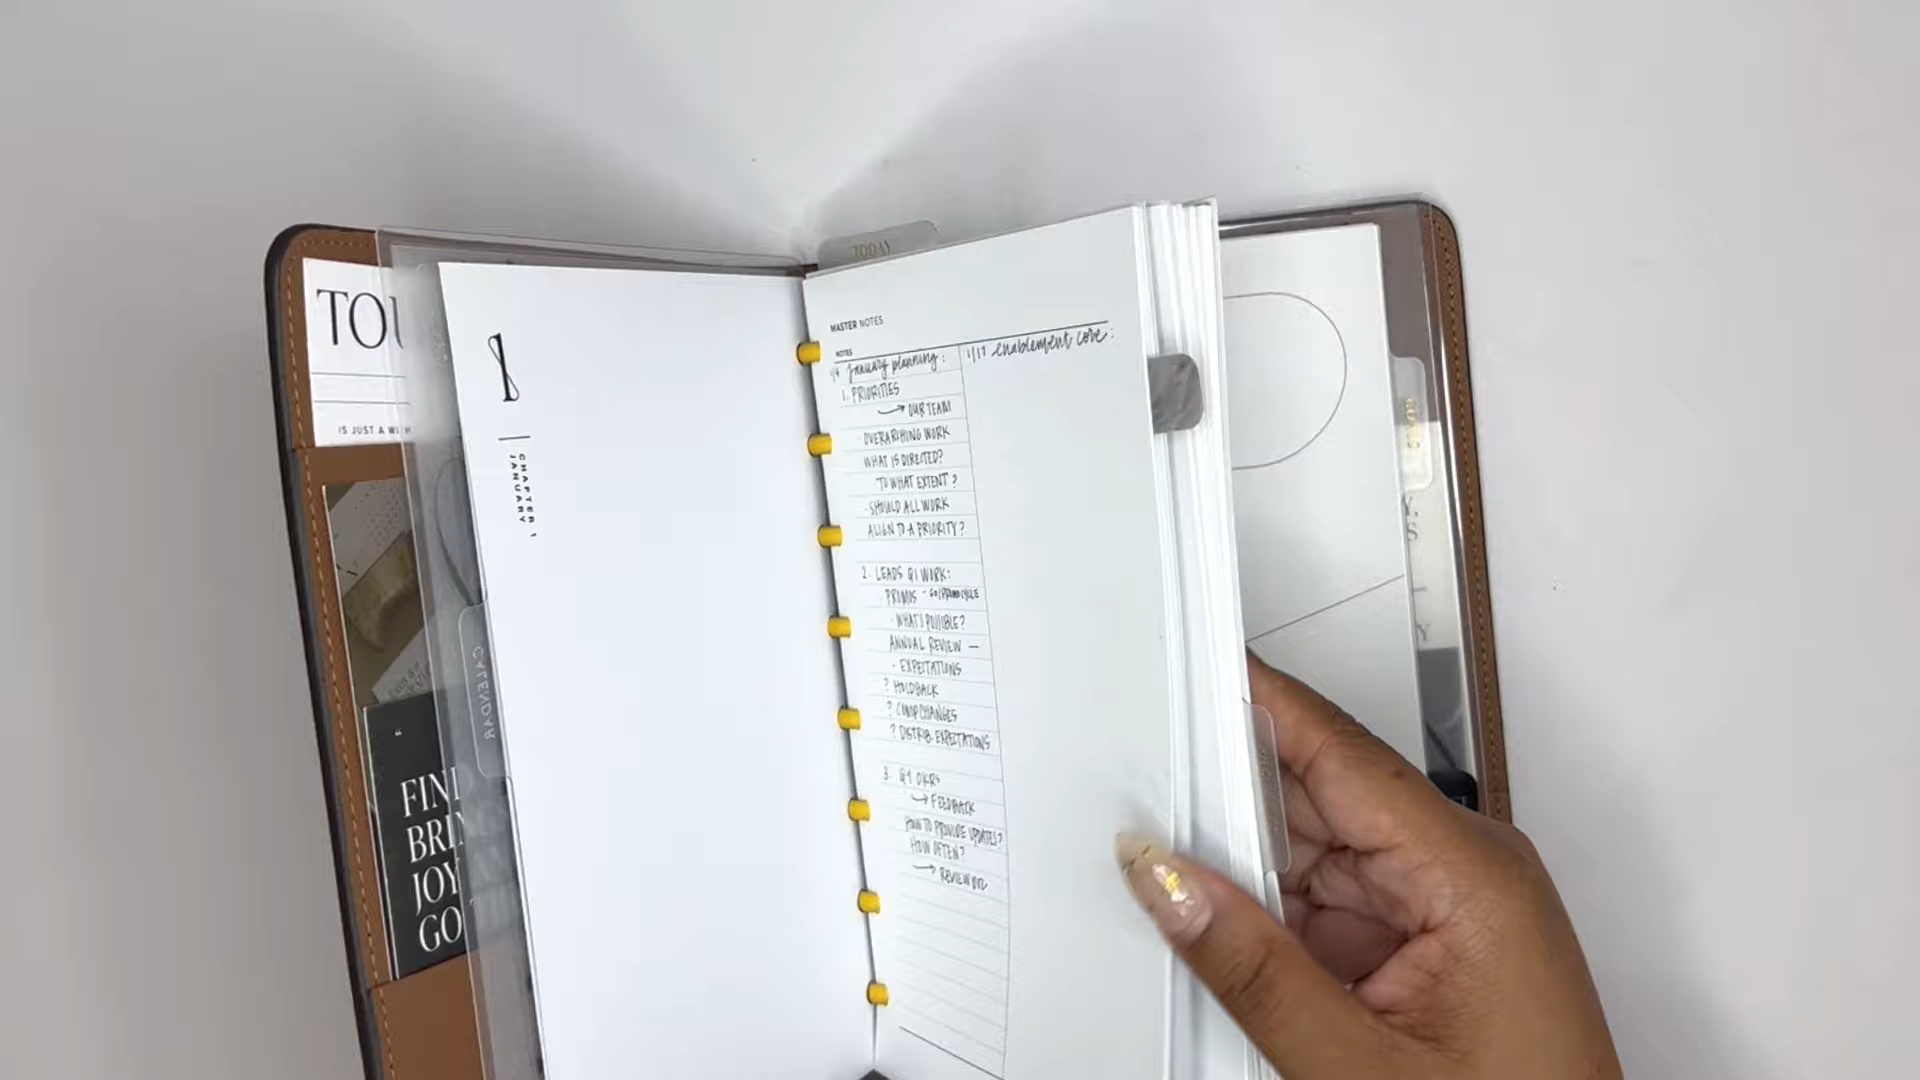 TOU
IS JUST A WI H
FIND
BRIN
JOY
GO
CALENDAR
1
CHAPTER 1
JANUARY
TODAY
MASTER NOTES
NOTES
1/4 January planning:
1. PRIORITIES
→ OUR TEAM
· OVERARCHING WORK
WHAT IS DIRECTED?
TO WHAT EXTENT?
· SHOULD ALL WORK
ALIGN TO A PRIORITY?
2. LEADS Q1 WORK:
PROMOS -
· WHAT'S POSSIBLE?
ANNUAL REVIEW —
- EXPECTATIONS
? HOLDBACK
? COMP CHANGES
? DISTRIB. EXPECTATIONS
3. Q1 OKRs
→ FEEDBACK
HOW TO PROVIDE UPDATES?
HOW OFTEN?
→ REVIEW
1/17 enablement core: